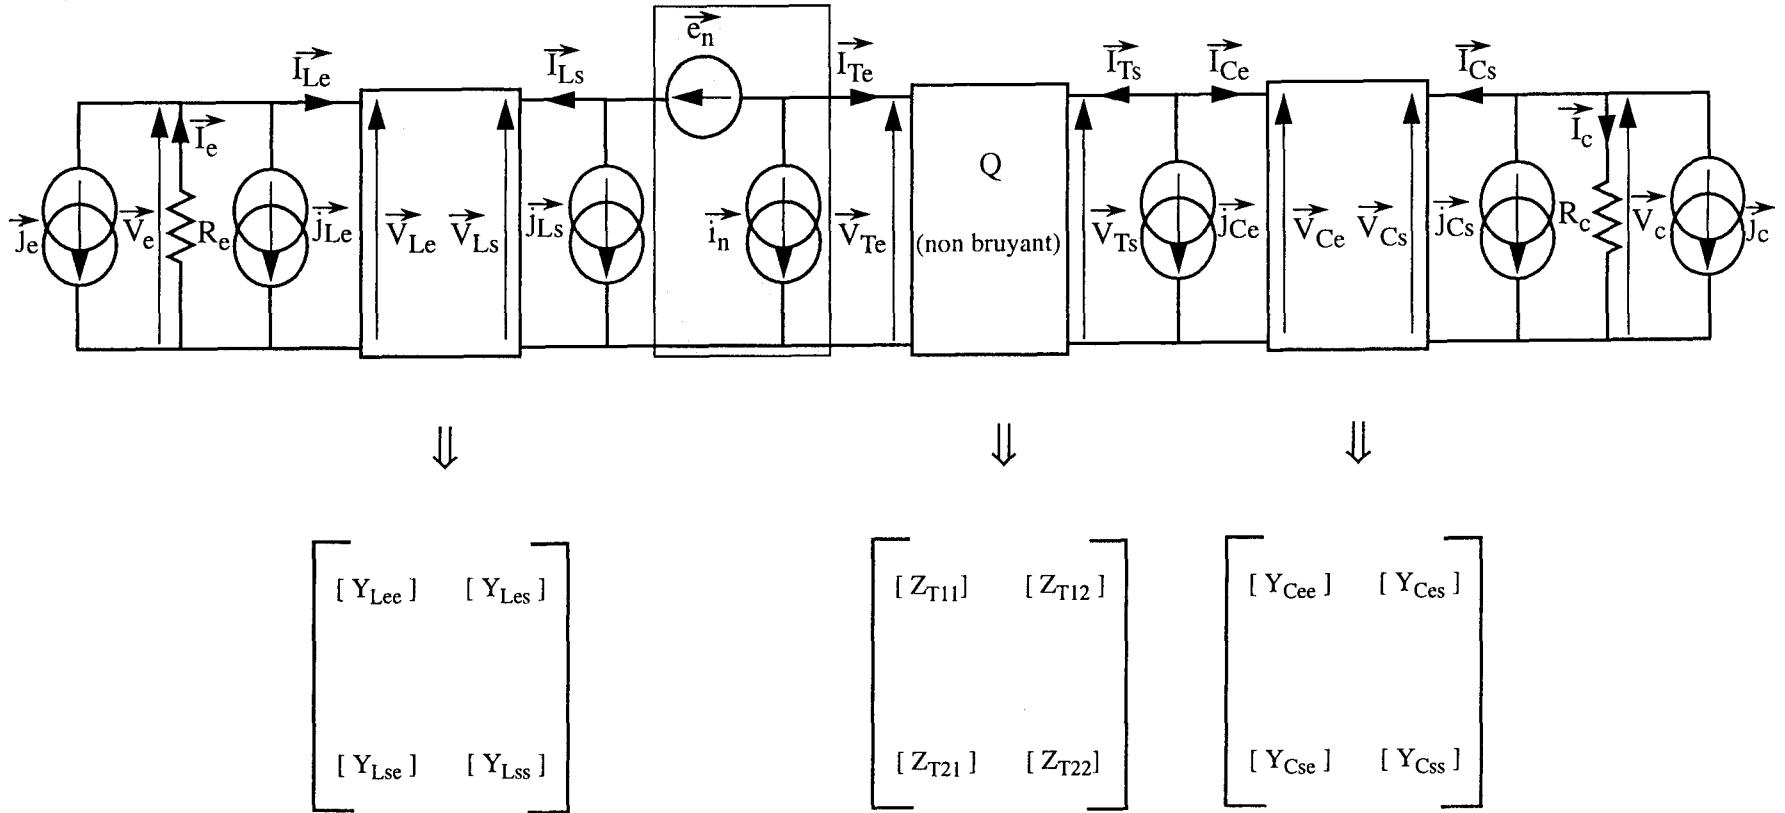 e_n
I_Le I_Ls I_Te I_Ts I_Ce I_Cs
I_e I_c
Q
j_e V_e R_e j_Le V_Le V_Ls j_Ls i_n V_Te (non bruyant) V_Ts j_Ce V_Ce V_Cs j_Cs R_c V_c j_c
⇓ ⇓ ⇓
[ Y_Lee ] [ Y_Les ] [ Z_T11] [ Z_T12 ] [ Y_Cee ] [ Y_Ces ]
[ Y_Lse ] [ Y_Lss ] [ Z_T21 ] [ Z_T22] [ Y_Cse ] [ Y_Css ]